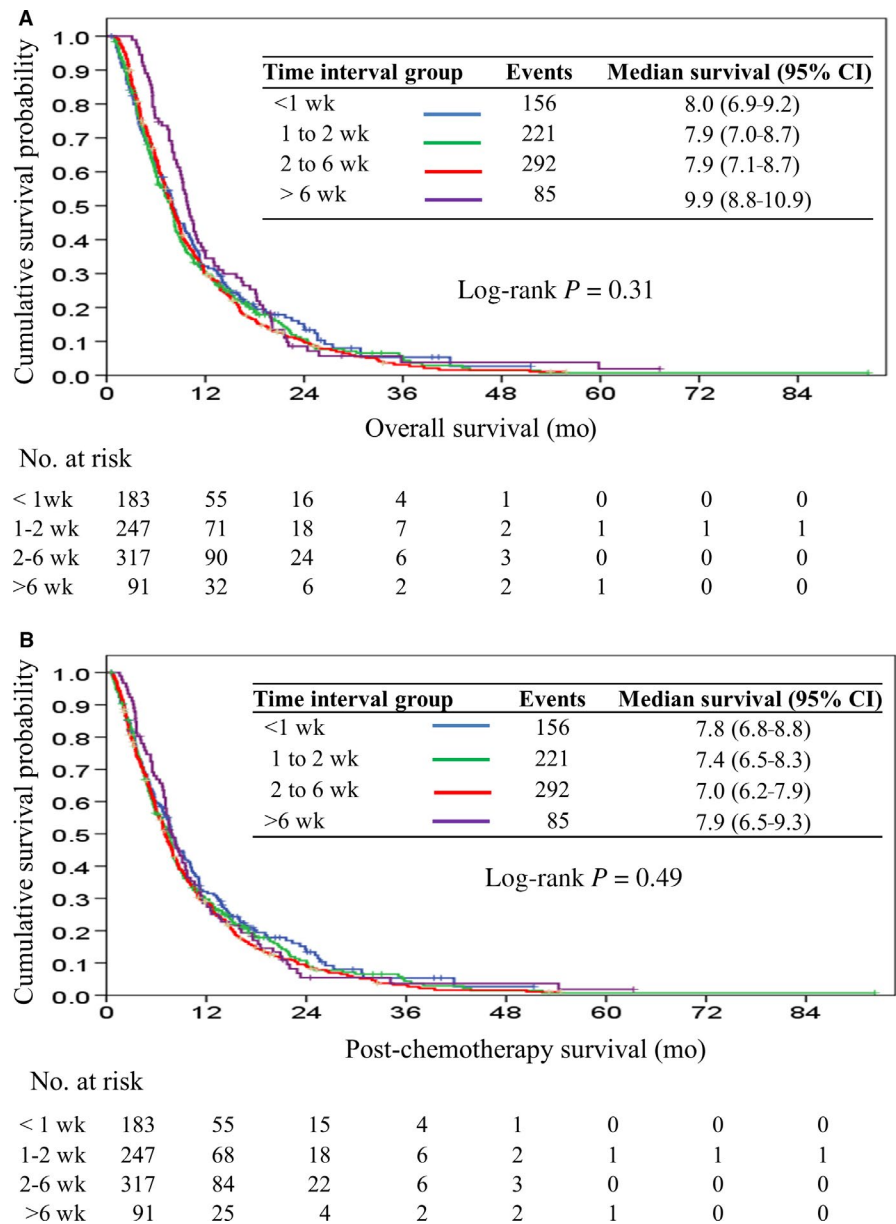 A
Cumulative survival probability
1.0
0.9
0.8
0.7
0.6
0.5
0.4
0.3
0.2
0.1
0.0
Time interval group Events Median survival (95% CI)
<1 wk 156 8.0 (6.9-9.2)
1 to 2 wk 221 7.9 (7.0-8.7)
2 to 6 wk 292 7.9 (7.1-8.7)
> 6 wk 85 9.9 (8.8-10.9)
Log-rank P = 0.31
0 12 24 36 48 60 72 84
Overall survival (mo)
No. at risk
< 1wk 183 55 16 4 1 0 0 0
1-2 wk 247 71 18 7 2 1 1 1
2-6 wk 317 90 24 6 3 0 0 0
>6 wk 91 32 6 2 2 1 0 0
B
Cumulative survival probability
1.0
0.9
0.8
0.7
0.6
0.5
0.4
0.3
0.2
0.1
0.0
Time interval group Events Median survival (95% CI)
<1 wk 156 7.8 (6.8-8.8)
1 to 2 wk 221 7.4 (6.5-8.3)
2 to 6 wk 292 7.0 (6.2-7.9)
>6 wk 85 7.9 (6.5-9.3)
Log-rank P = 0.49
0 12 24 36 48 60 72 84
Post-chemotherapy survival (mo)
No. at risk
< 1 wk 183 55 15 4 1 0 0 0
1-2 wk 247 68 18 6 2 1 1 1
2-6 wk 317 84 22 6 3 0 0 0
>6 wk 91 25 4 2 2 1 0 0